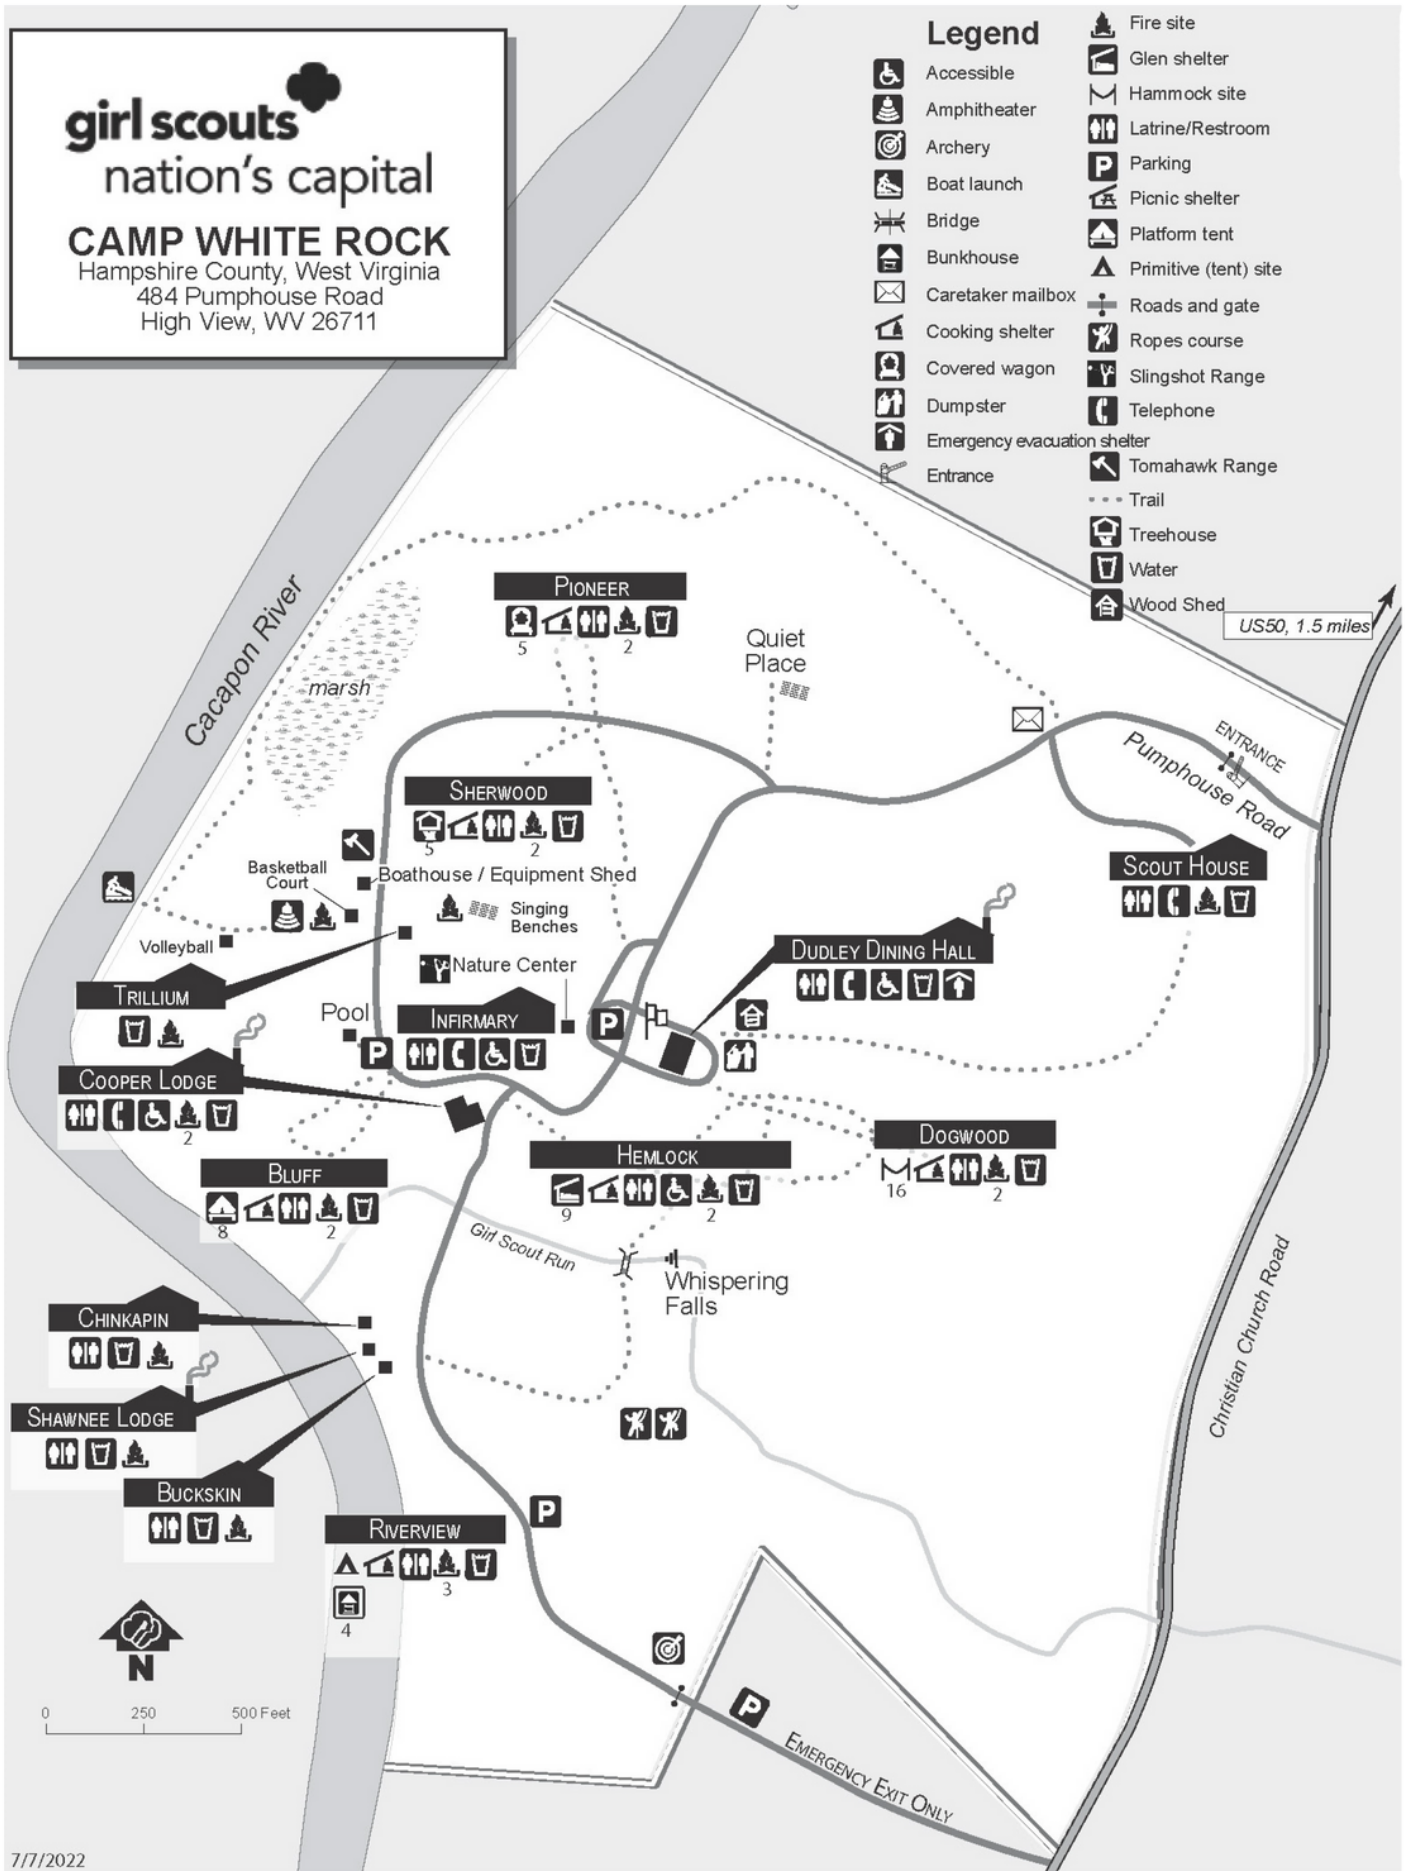 girl scouts
nation's capital
CAMP WHITE ROCK
Hampshire County, West Virginia
484 Pumphouse Road
High View, WV 26711
Legend
Accessible
Amphitheater
Archery
Boat launch
Bridge
Bunkhouse
Caretaker mailbox
Cooking shelter
Covered wagon
Dumpster
Emergency evacuation shelter
Entrance
Fire site
Glen shelter
Hammock site
Latrine/Restroom
P Parking
Picnic shelter
Platform tent
Primitive (tent) site
Roads and gate
Ropes course
Slingshot Range
Telephone
Tomahawk Range
Trail
Treehouse
Water
Wood Shed
US50, 1.5 miles
Cacapon River
marsh
PIONEER
5 2
Quiet
Place
ENTRANCE
Pumphouse Road
SHERWOOD
5 2
SCOUT HOUSE
Basketball
Court
Boathouse / Equipment Shed
Singing
Benches
Volleyball
DUDLEY DINING HALL
Nature Center
TRILLIUM
Pool
INFIRMARY
P
P
COOPER LODGE
2
DOGWOOD
16 2
HEMLOCK
9 2
BLUFF
8 2
Girl Scout Run
Whispering
Falls
CHINKAPIN
SHAWNEE LODGE
BUCKSKIN
Christian Church Road
P
RIVERVIEW
3
4
N
0 250 500 Feet
P
EMERGENCY EXIT ONLY
7/7/2022